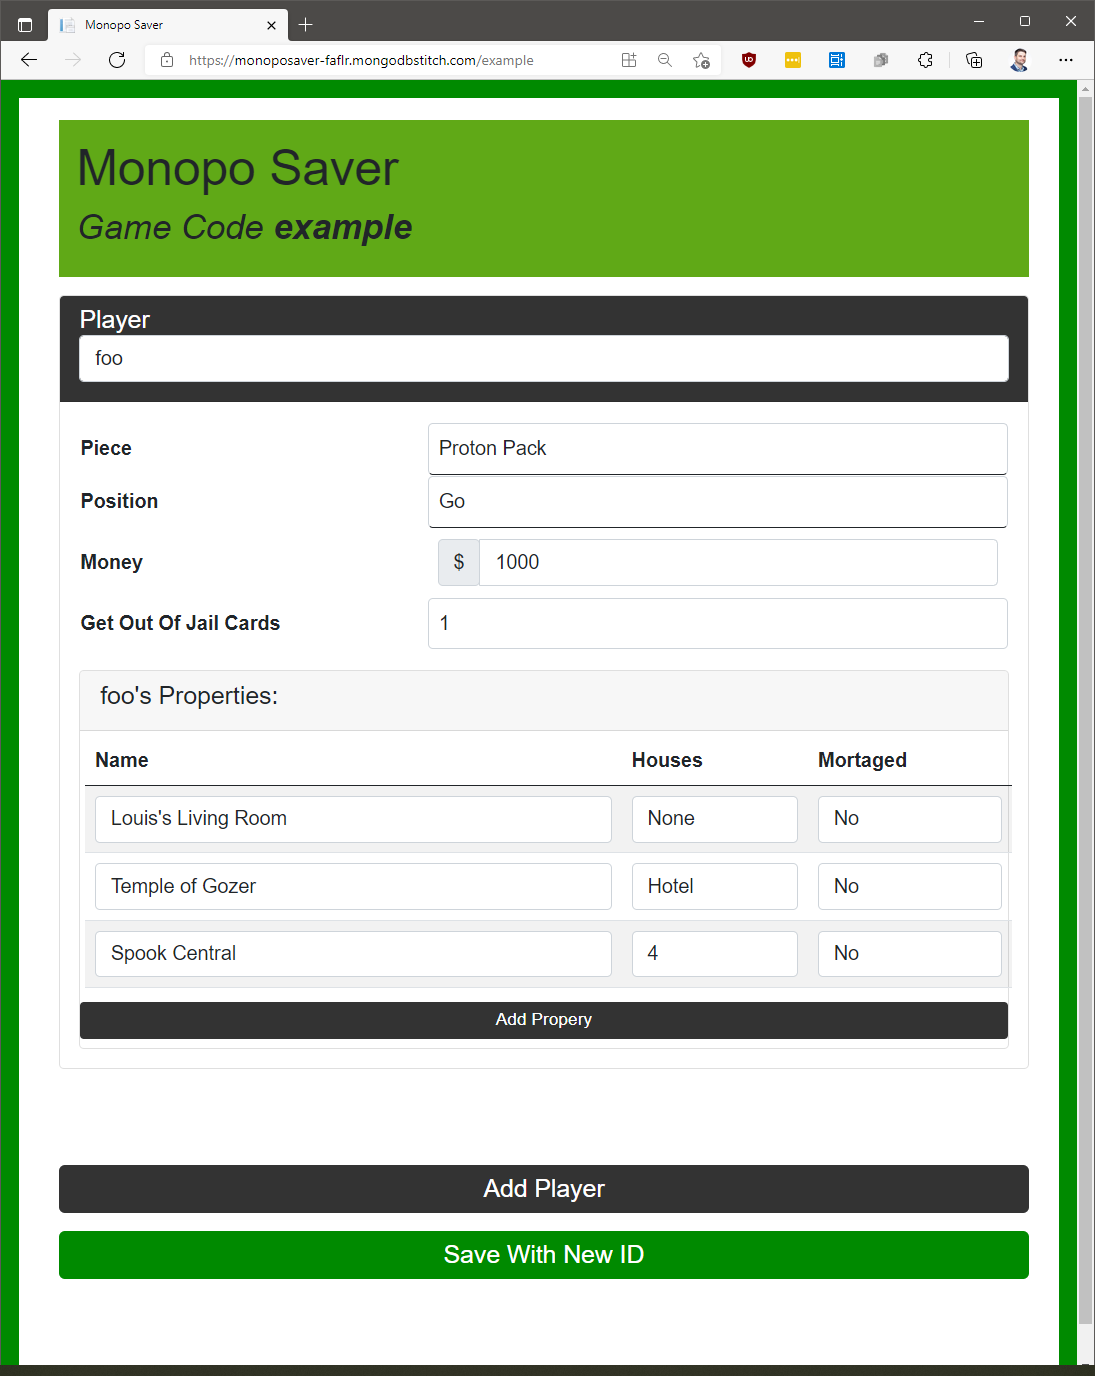 Monopo Saver
https://monoposaver-faflr.mongodbstitch.com/example
Monopo Saver
Game Code example
Player
foo
Piece
Proton Pack
Position
Go
Money
$ 1000
Get Out Of Jail Cards
1
foo's Properties:
Name Houses Mortaged
Louis's Living Room None No
Temple of Gozer Hotel No
Spook Central 4 No
Add Propery
Add Player
Save With New ID